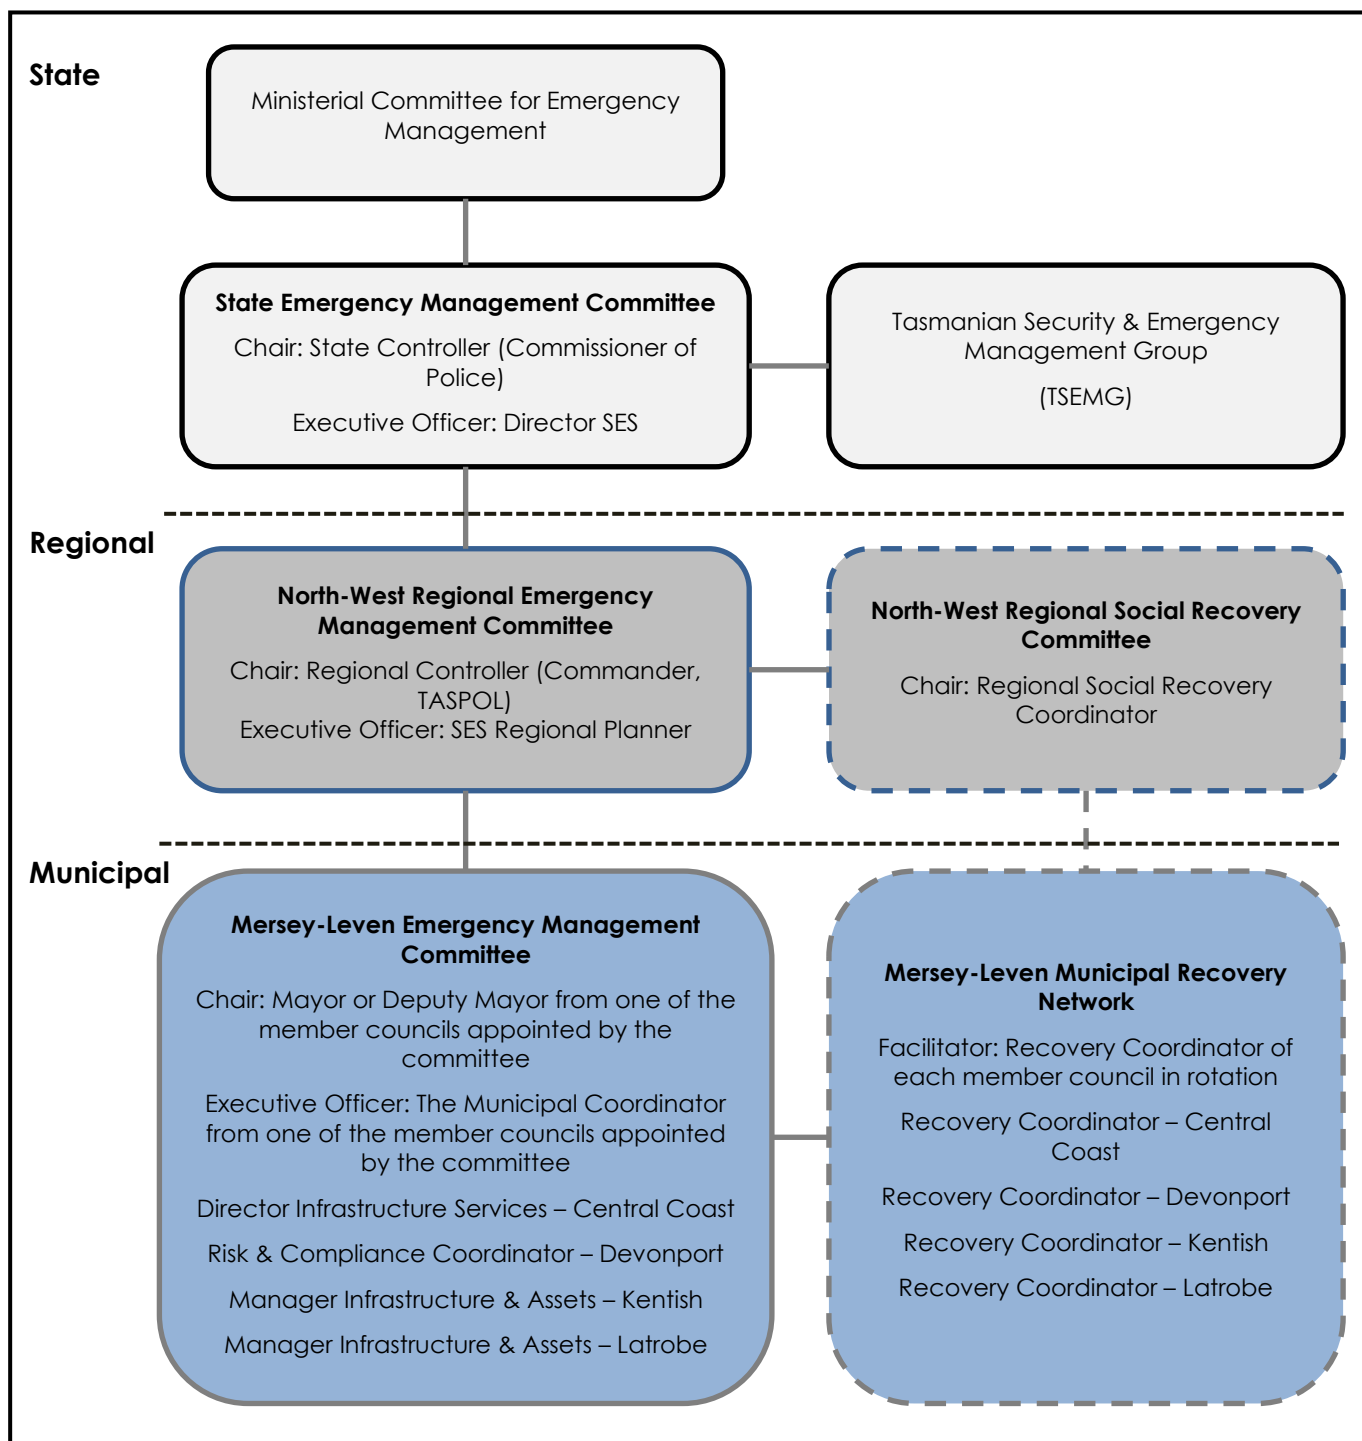 State
Ministerial Committee for Emergency
Management
State Emergency Management Committee
Chair: State Controller (Commissioner of
Police)
Executive Officer: Director SES
Tasmanian Security & Emergency
Management Group
(TSEMG)
Regional
North-West Regional Emergency
Management Committee
Chair: Regional Controller (Commander,
TASPOL)
Executive Officer: SES Regional Planner
North-West Regional Social Recovery
Committee
Chair: Regional Social Recovery
Coordinator
Municipal
Mersey-Leven Emergency Management
Committee
Chair: Mayor or Deputy Mayor from one of the
member councils appointed by the
committee
Executive Officer: The Municipal Coordinator
from one of the member councils appointed
by the committee
Director Infrastructure Services – Central Coast
Risk & Compliance Coordinator – Devonport
Manager Infrastructure & Assets – Kentish
Manager Infrastructure & Assets – Latrobe
Mersey-Leven Municipal Recovery
Network
Facilitator: Recovery Coordinator of
each member council in rotation
Recovery Coordinator – Central
Coast
Recovery Coordinator – Devonport
Recovery Coordinator – Kentish
Recovery Coordinator – Latrobe